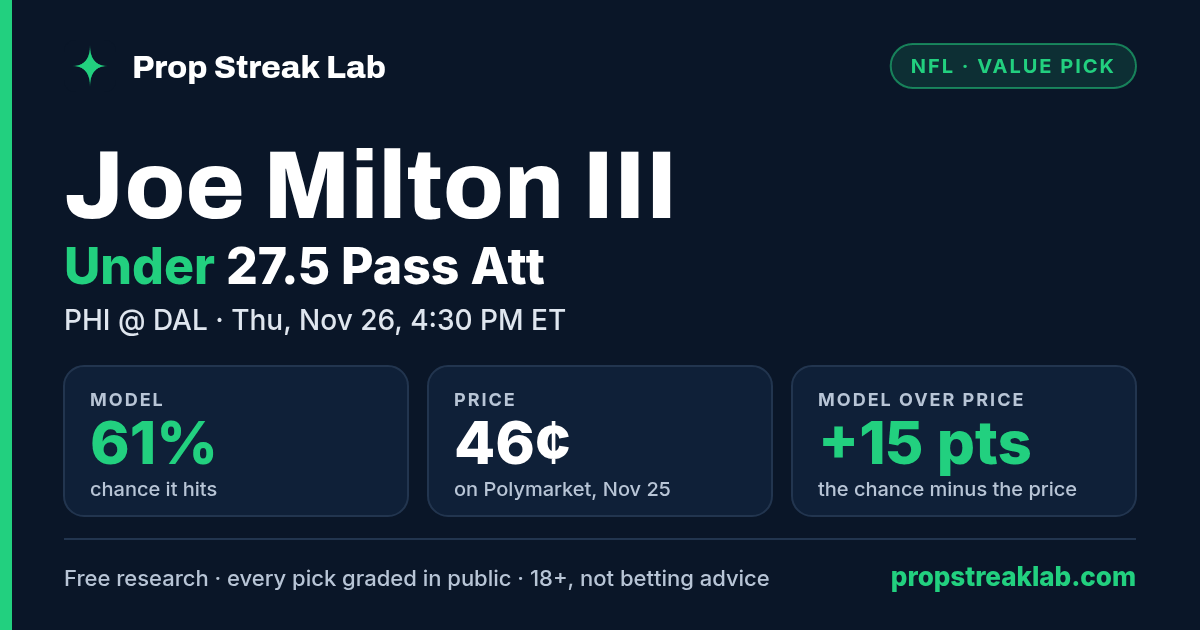 Prop Streak Lab
NFL · VALUE PICK
Joe Milton III
Under 27.5 Pass Att
PHI @ DAL · Thu, Nov 26, 4:30 PM ET
MODEL
61%
chance it hits
PRICE
46¢
on Polymarket, Nov 25
MODEL OVER PRICE
+15 pts
the chance minus the price
Free research · every pick graded in public · 18+, not betting advice
propstreaklab.com